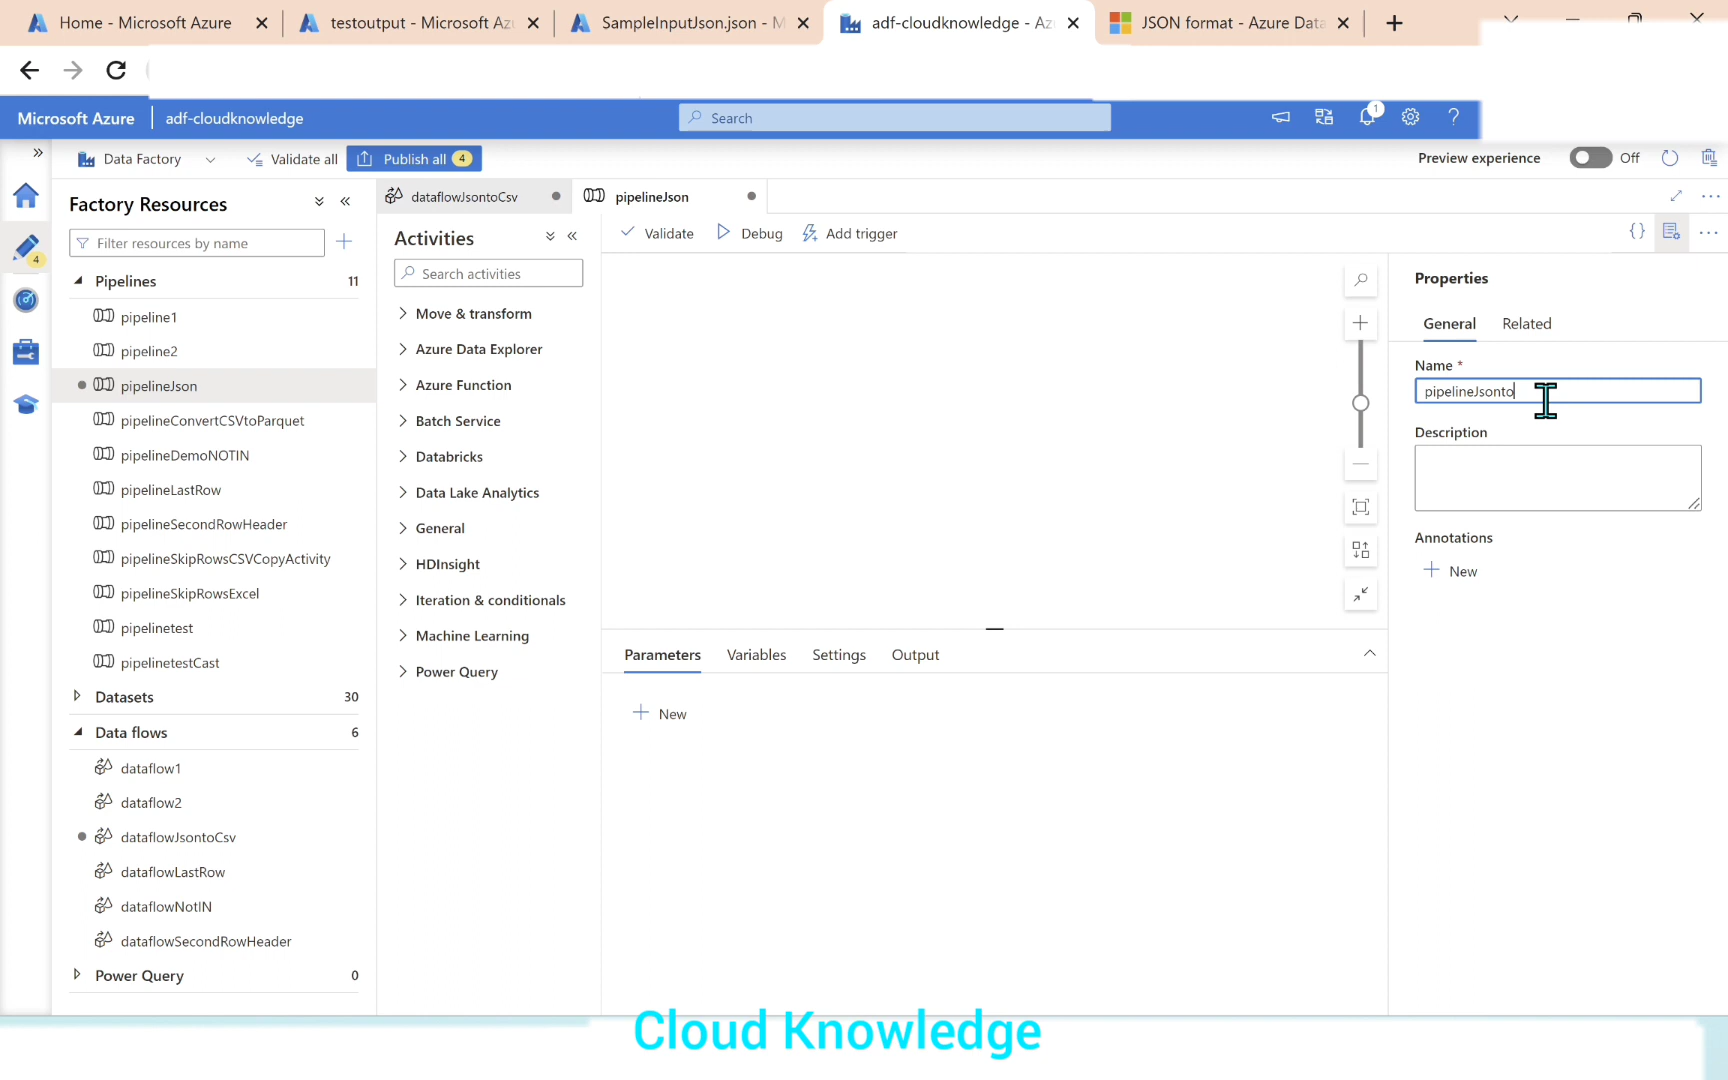 Home - Microsoft Azure
testoutput - Microsoft Az
SampleInputJson.json - M
adf-cloudknowledge - Az
JSON format - Azure Data
Microsoft Azure
adf-cloudknowledge
Search
1
Data Factory
Validate all
Publish all 4
Preview experience
Off
4
Factory Resources
Filter resources by name
Pipelines 11
pipeline1
pipeline2
pipelineJson
pipelineConvertCSVtoParquet
pipelineDemoNOTIN
pipelineLastRow
pipelineSecondRowHeader
pipelineSkipRowsCSVCopyActivity
pipelineSkipRowsExcel
pipelinetest
pipelinetestCast
Datasets 30
Data flows 6
dataflow1
dataflow2
dataflowJsontoCsv
dataflowLastRow
dataflowNotIN
dataflowSecondRowHeader
Power Query 0
dataflowJsontoCsv
pipelineJson
Activities
Search activities
Move & transform
Azure Data Explorer
Azure Function
Batch Service
Databricks
Data Lake Analytics
General
HDInsight
Iteration & conditionals
Machine Learning
Power Query
Validate
Debug
Add trigger
Parameters Variables Settings Output
New
Properties
General Related
Name *
pipelineJsonto
Description
Annotations
New
Cloud Knowledge